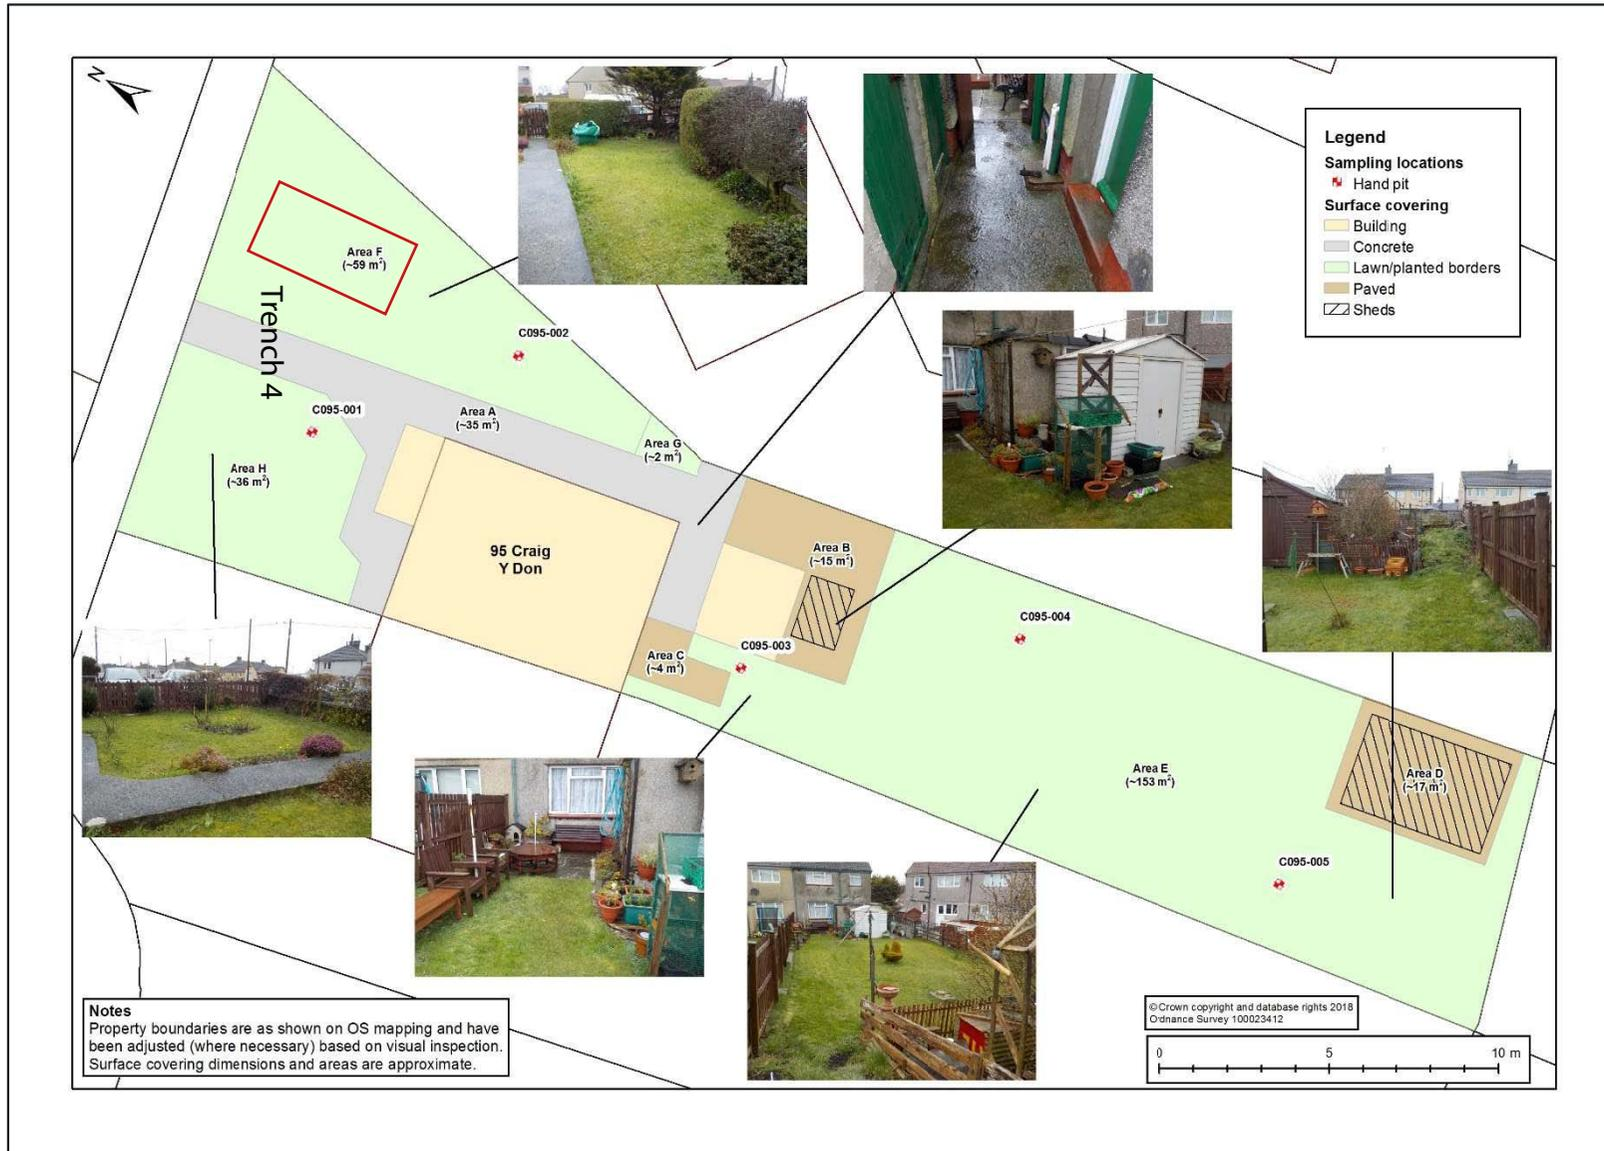 N
Legend
Sampling locations
Hand pit
Surface covering
Building
Concrete
Lawn/planted borders
Paved
Sheds
Area F
(~59 m²)
Trench 4
C095-002
C095-001
Area A
(~35 m²)
Area G
(~2 m²)
Area H
(~36 m²)
95 Craig
Y Don
Area B
(~15 m²)
C095-004
C095-003
Area C
(~4 m²)
Area E
(~153 m²)
Area D
(~17 m²)
C095-005
Notes
Property boundaries are as shown on OS mapping and have
been adjusted (where necessary) based on visual inspection.
Surface covering dimensions and areas are approximate.
© Crown copyright and database rights 2018
Ordnance Survey 100023412
0 5 10 m